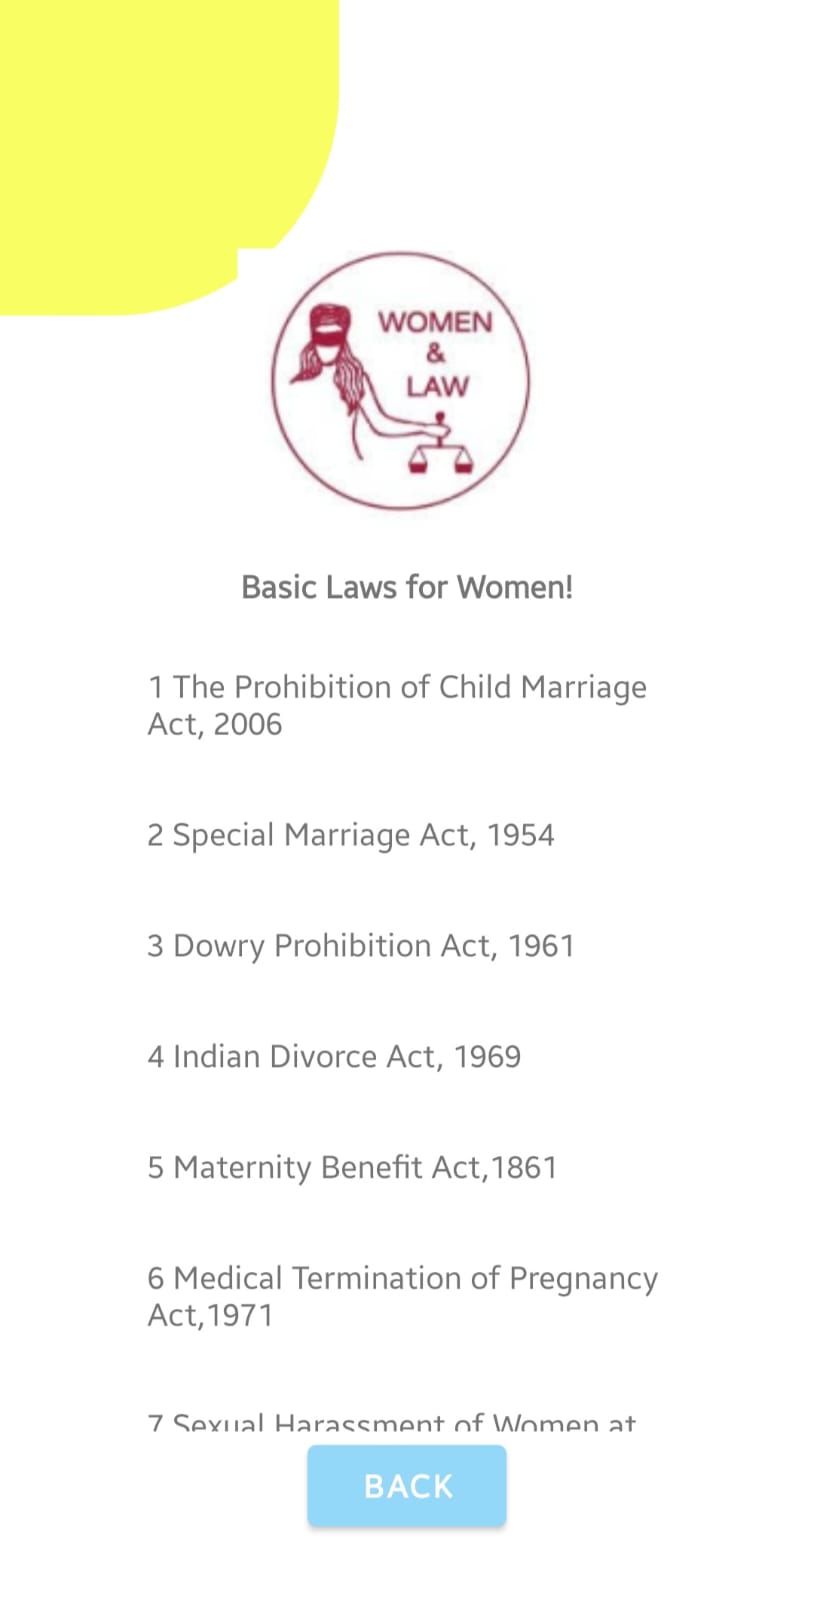 WOMEN
&
LAW
Basic Laws for Women!
1 The Prohibition of Child Marriage
Act, 2006
2 Special Marriage Act, 1954
3 Dowry Prohibition Act, 1961
4 Indian Divorce Act, 1969
5 Maternity Benefit Act,1861
6 Medical Termination of Pregnancy
Act,1971
7 Sexual Harassment of Women at
BACK